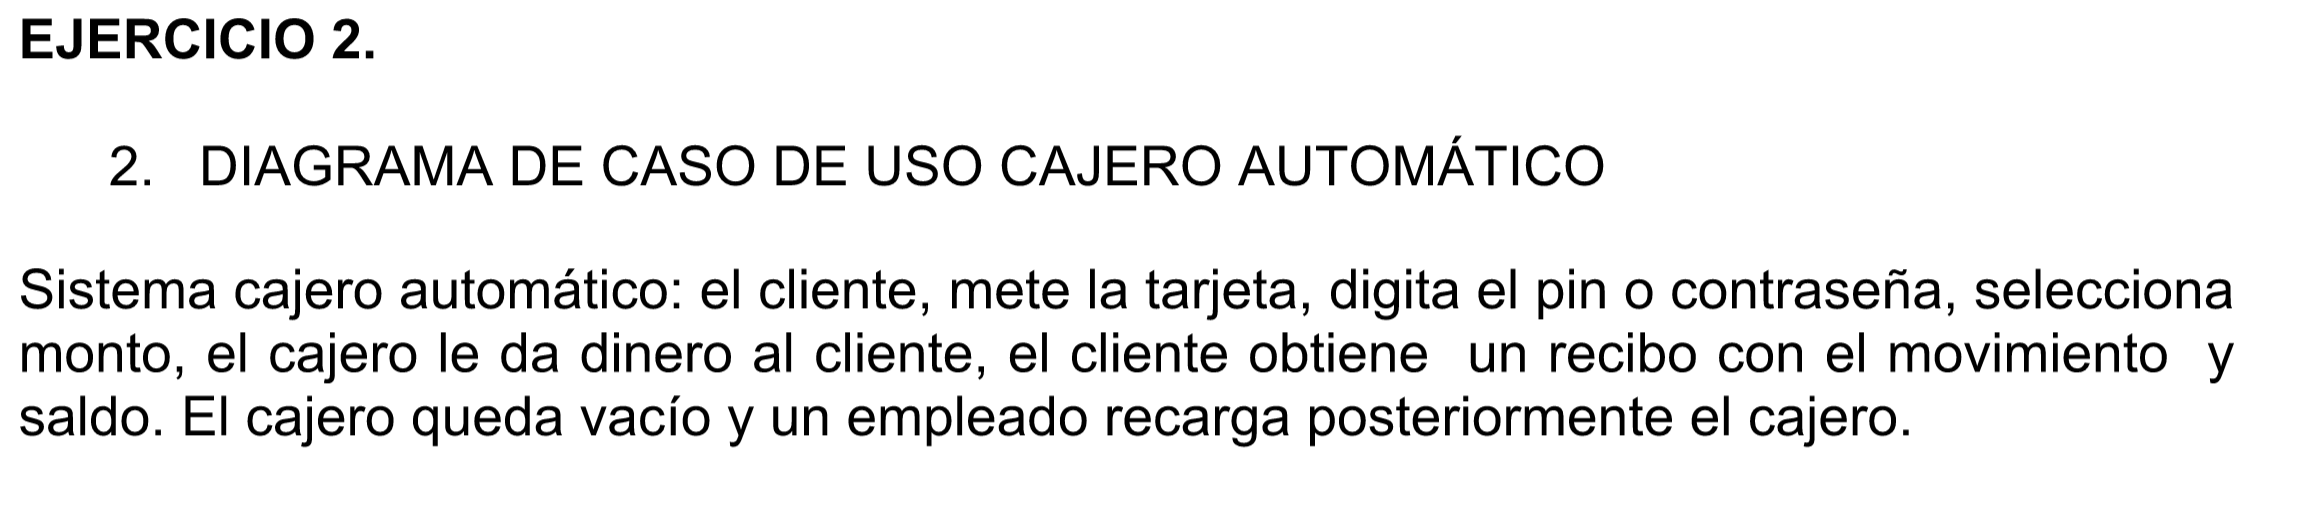 EJERCICIO 2.
2. DIAGRAMA DE CASO DE USO CAJERO AUTOMÁTICO
Sistema cajero automático: el cliente, mete la tarjeta, digita el pin o contraseña, selecciona
monto, el cajero le da dinero al cliente, el cliente obtiene un recibo con el movimiento y
saldo. El cajero queda vacío y un empleado recarga posteriormente el cajero.